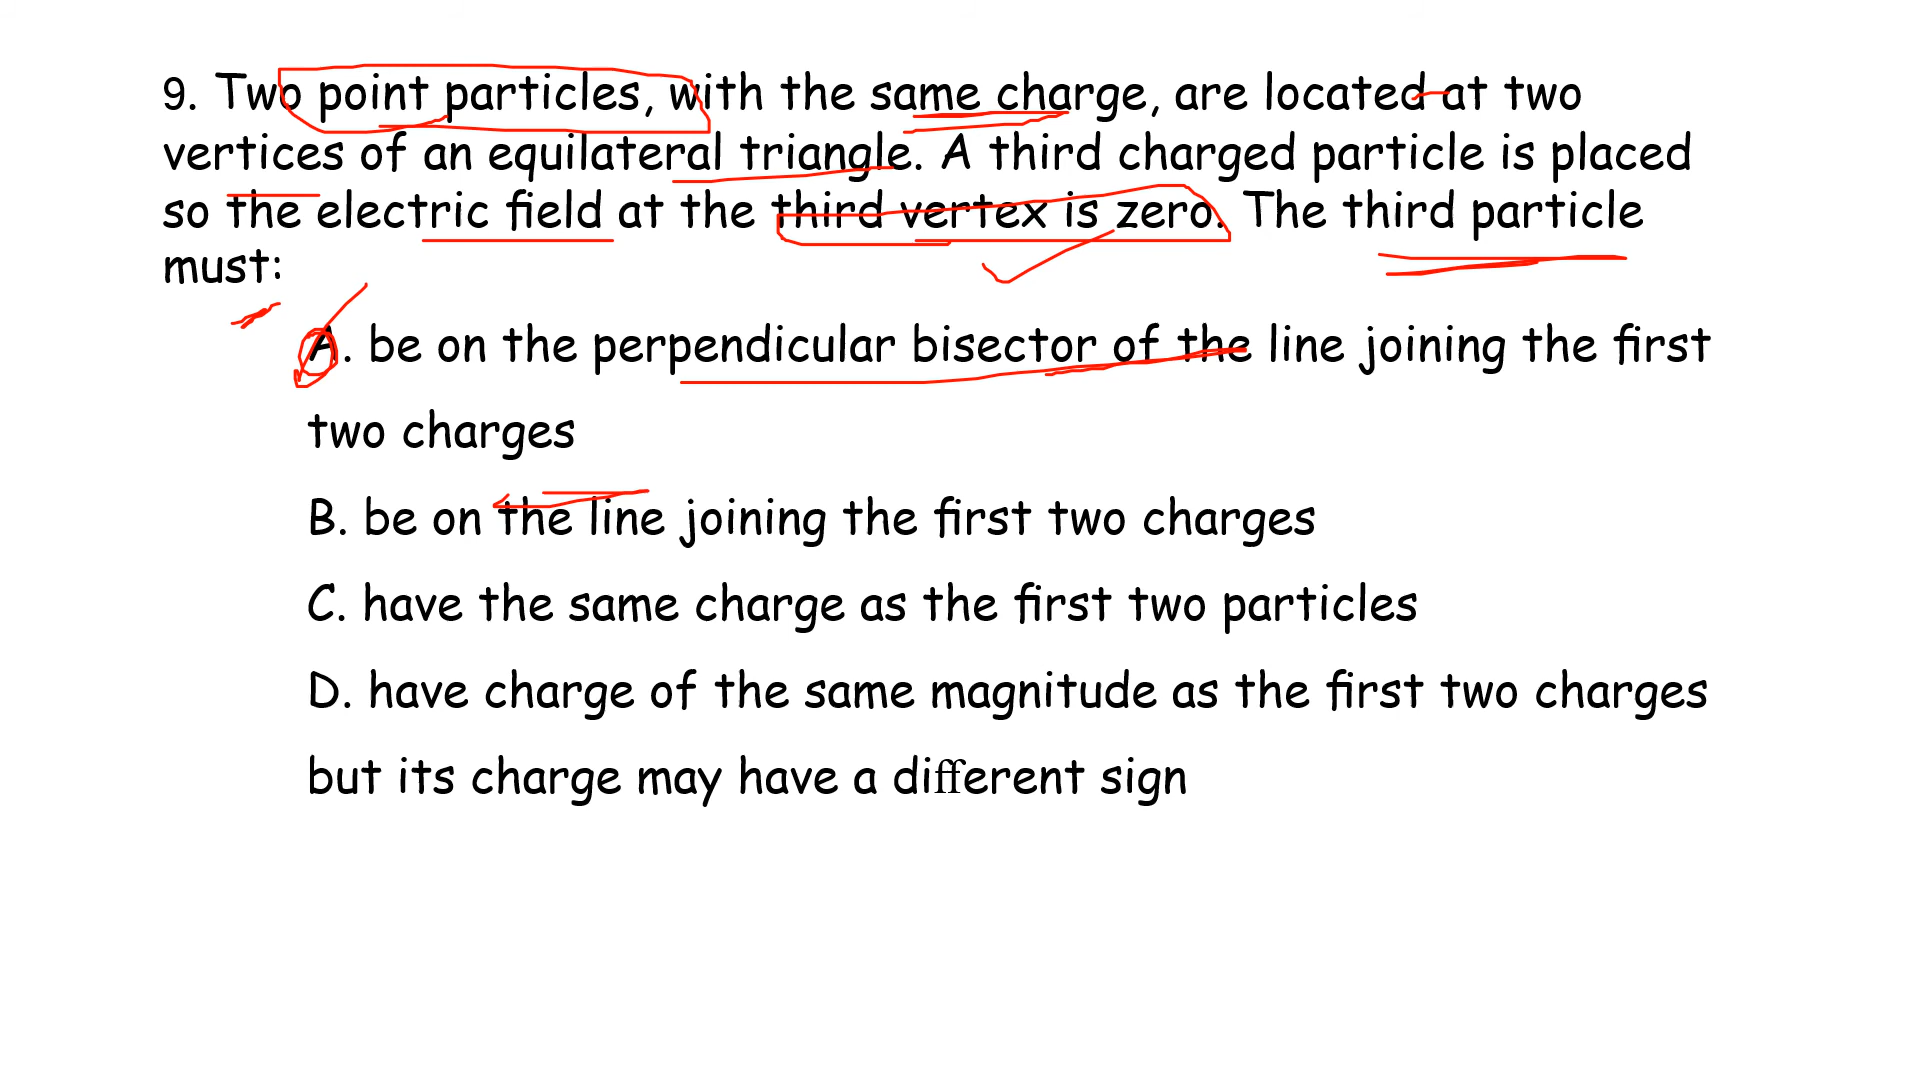 9. Two point particles, with the same charge, are located at two
vertices of an equilateral triangle. A third charged particle is placed
so the electric field at the third vertex is zero. The third particle
must:
A. be on the perpendicular bisector of the line joining the first
two charges
B. be on the line joining the first two charges
C. have the same charge as the first two particles
D. have charge of the same magnitude as the first two charges
but its charge may have a different sign